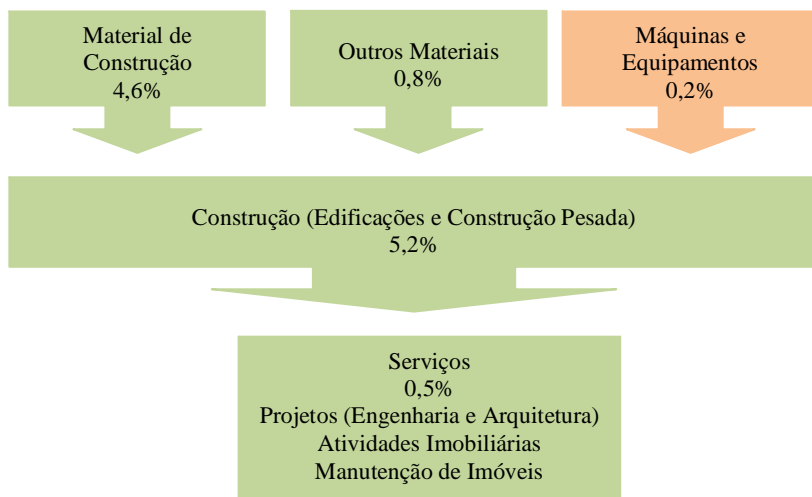 Material de
Construção
4,6%
Outros Materiais
0,8%
Máquinas e
Equipamentos
0,2%
Construção (Edificações e Construção Pesada)
5,2%
Serviços
0,5%
Projetos (Engenharia e Arquitetura)
Atividades Imobiliárias
Manutenção de Imóveis